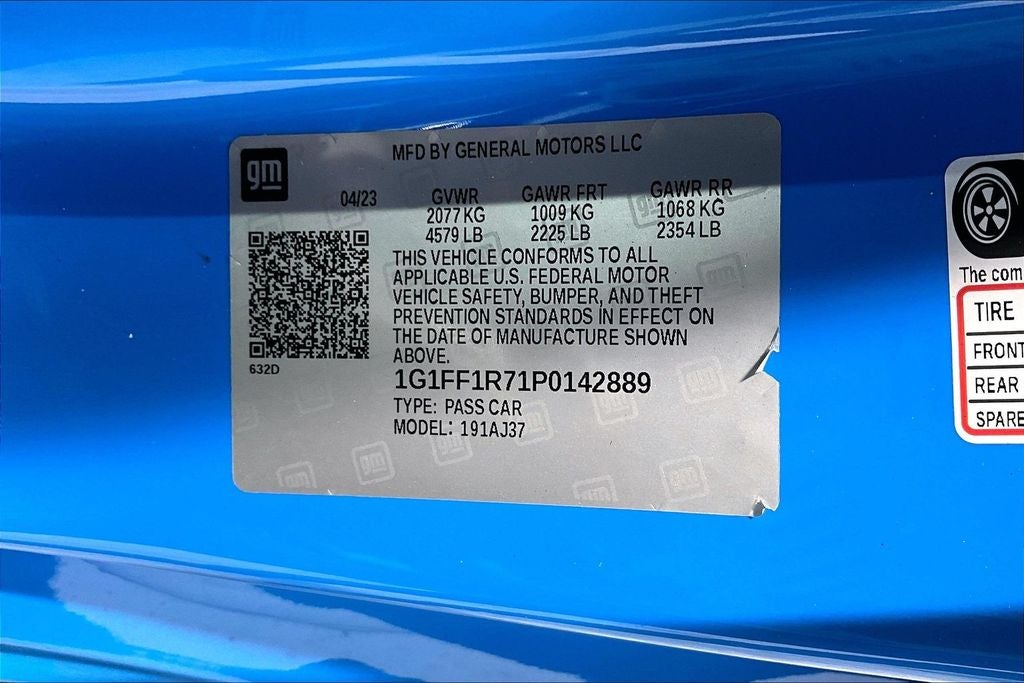 gm
MFD BY GENERAL MOTORS LLC
04/23 GVWR GAWR FRT GAWR RR
2077 KG 1009 KG 1068 KG
4579 LB 2225 LB 2354 LB
THIS VEHICLE CONFORMS TO ALL
APPLICABLE U.S. FEDERAL MOTOR
VEHICLE SAFETY, BUMPER, AND THEFT
PREVENTION STANDARDS IN EFFECT ON
THE DATE OF MANUFACTURE SHOWN
ABOVE.
632D
1G1FF1R71P0142889
TYPE: PASS CAR
MODEL: 191AJ37
The com
TIRE
FRONT
REAR
SPARE